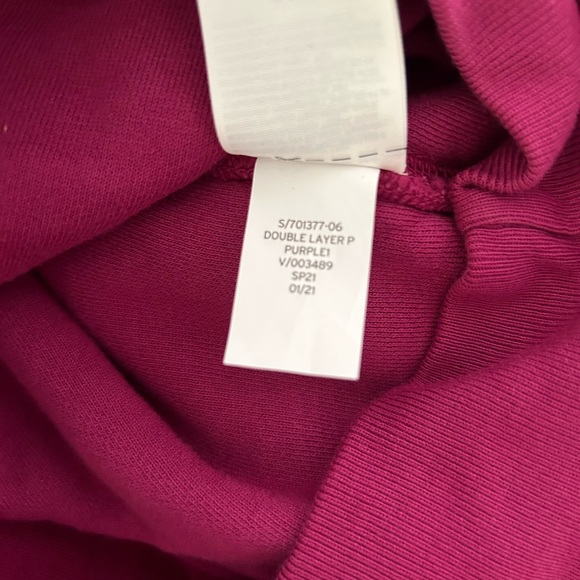 S/701377-06
DOUBLE LAYER P
PURPLE1
V/003489
SP21
01/21